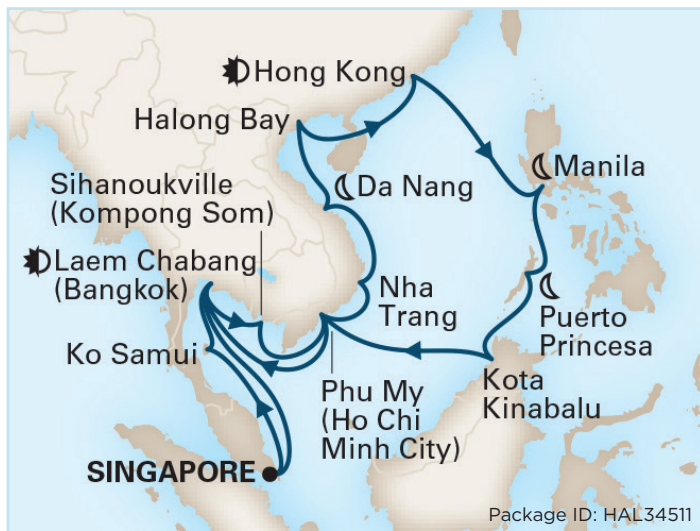 Hong Kong
Halong Bay
Manila
Sihanoukville
(Kompong Som)
Da Nang
Laem Chabang
(Bangkok)
Nha
Trang
Puerto
Princesa
Ko Samui
Phu My
(Ho Chi
Minh City)
Kota
Kinabalu
SINGAPORE
Package ID: HAL34511